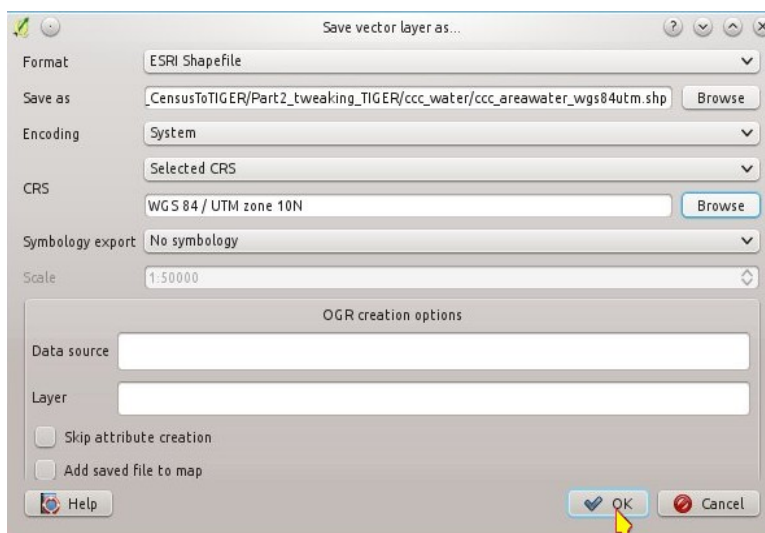 Save vector layer as...
Format ESRI Shapefile
Save as _CensusToTIGER/Part2_tweaking_TIGER/ccc_water/ccc_areawater_wgs84utm.shp Browse
Encoding System
Selected CRS
CRS
WGS 84 / UTM zone 10N Browse
Symbology export No symbology
Scale 1:50000
OGR creation options
Data source
Layer
Skip attribute creation
Add saved file to map
Help OK Cancel